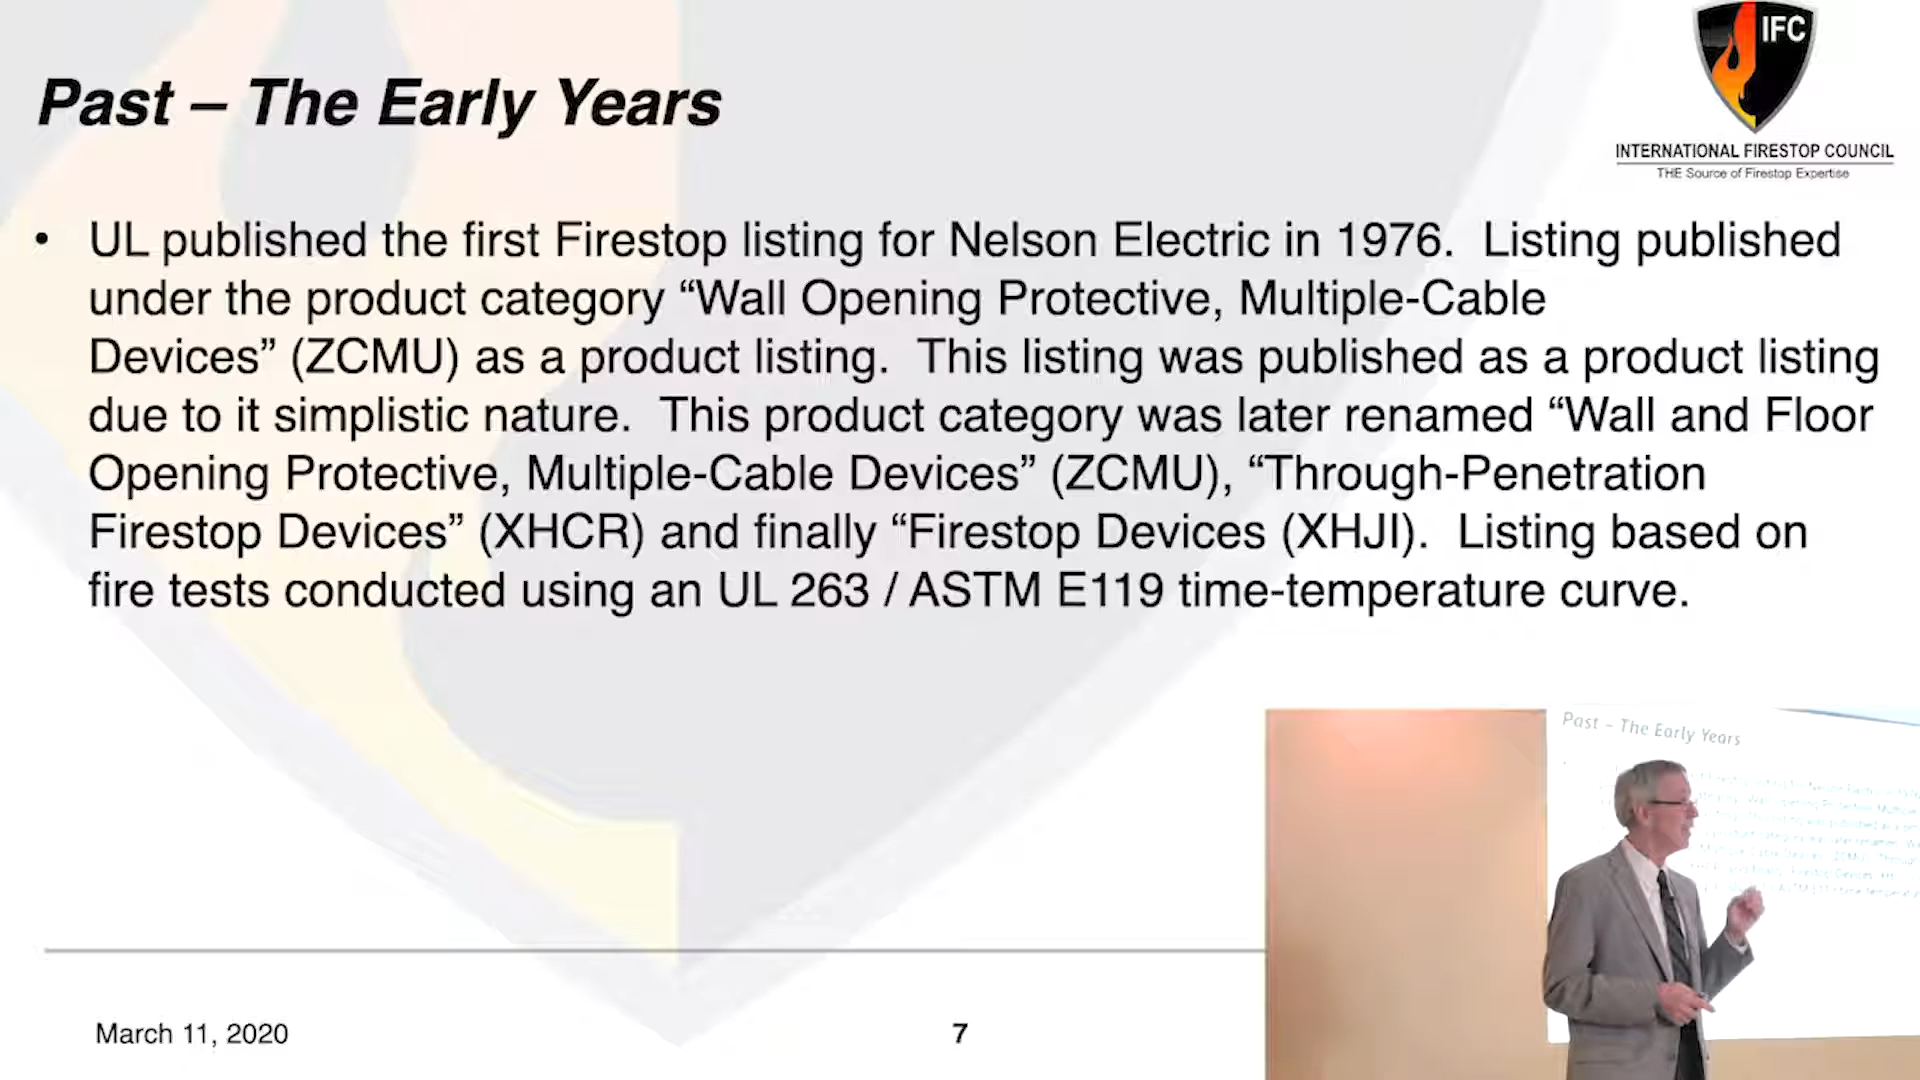 IFC
INTERNATIONAL FIRESTOP COUNCIL
THE Source of Firestop Expertise
Past – The Early Years
• UL published the first Firestop listing for Nelson Electric in 1976.  Listing published
under the product category “Wall Opening Protective, Multiple-Cable
Devices” (ZCMU) as a product listing.  This listing was published as a product listing
due to it simplistic nature.  This product category was later renamed “Wall and Floor
Opening Protective, Multiple-Cable Devices” (ZCMU), “Through-Penetration
Firestop Devices” (XHCR) and finally “Firestop Devices (XHJI).  Listing based on
fire tests conducted using an UL 263 / ASTM E119 time-temperature curve.
Past – The Early Years
March 11, 2020
7